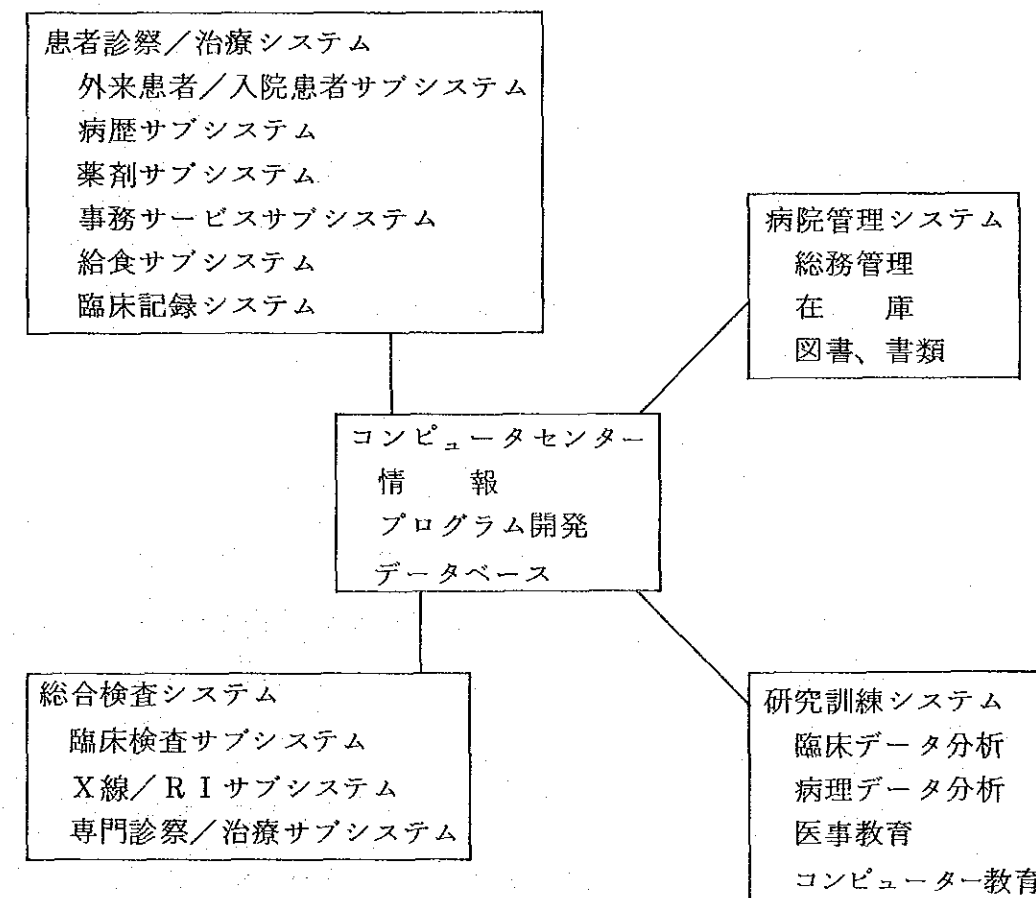 患者診察／治療システム
外来患者／入院患者サブシステム
病歴サブシステム
薬剤サブシステム
事務サービスサブシステム
給食サブシステム
臨床記録システム
病院管理システム
総務管理
在　　庫
図書、書類
コンピュータセンター
情　　報
プログラム開発
データベース
総合検査システム
臨床検査サブシステム
X線／RIサブシステム
専門診察／治療サブシステム
研究訓練システム
臨床データ分析
病理データ分析
医事教育
コンピューター教育